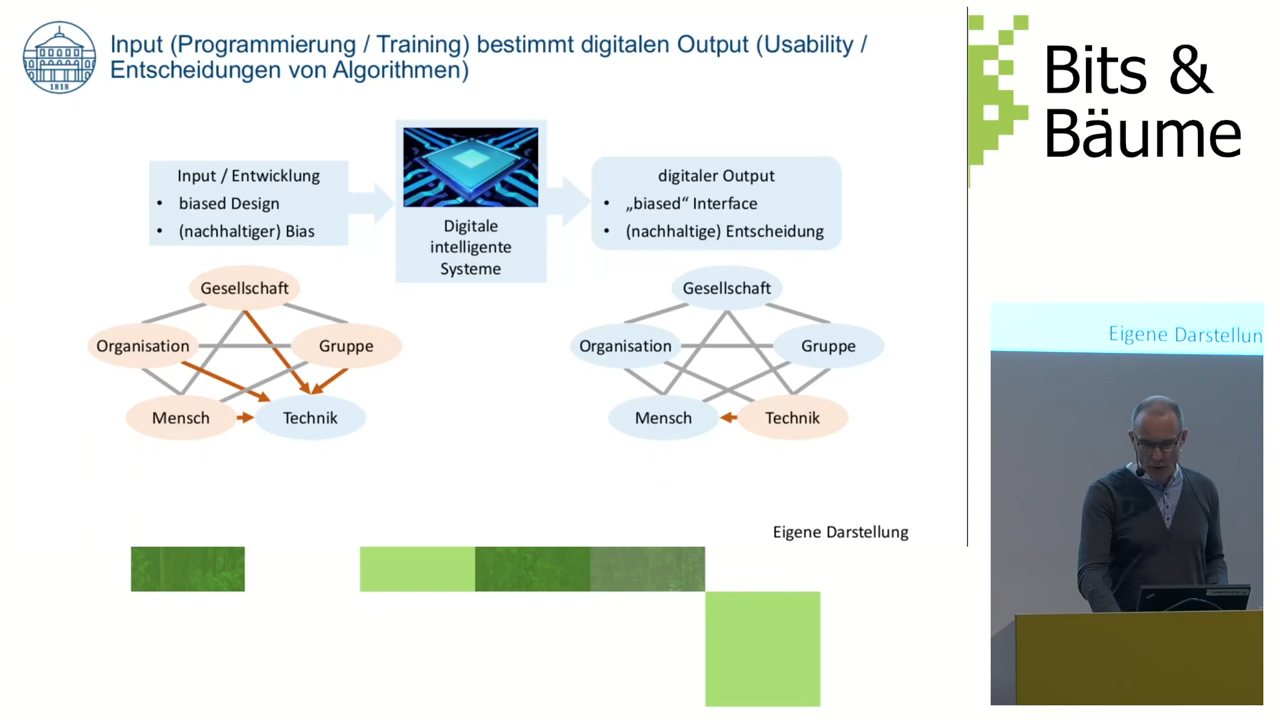 Input (Programmierung / Training) bestimmt digitalen Output (Usability /
Entscheidungen von Algorithmen)
1818
Input / Entwicklung
• biased Design
• (nachhaltiger) Bias
Digitale
intelligente
Systeme
digitaler Output
• „biased“ Interface
• (nachhaltige) Entscheidung
Gesellschaft
Organisation
Gruppe
Mensch
Technik
Gesellschaft
Organisation
Gruppe
Mensch
Technik
Eigene Darstellung
Bits &
Bäume
Eigene Darstellun